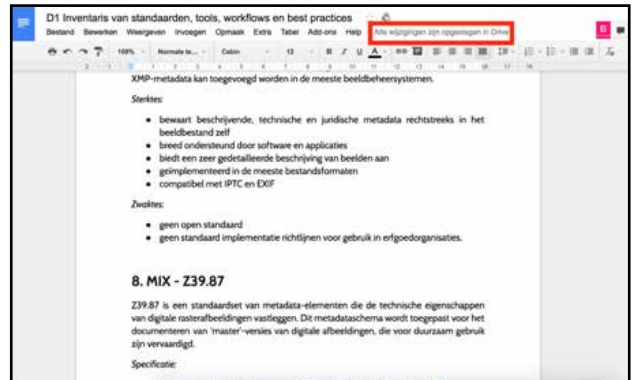 D1 Inventaris van standaarden, tools, workflows en best practices
Bestand Bewerken Weergeven Invoegen Opmaak Extra Tabel Add-ons Help Alle wijzigingen zijn opgeslagen in Drive
100% Normale te... Cabin 12 B I U A
XMP-metadata kan toegevoegd worden in de meeste beeldbeheersystemen.
Sterktes:
bewaart beschrijvende, technische en juridische metadata rechtstreeks in het
beeldbestand zelf
breed ondersteund door software en applicaties
biedt een zeer gedetailleerde beschrijving van beelden aan
geïmplementeerd in de meeste bestandsformaten
compatibel met IPTC en EXIF
Zwaktes:
geen open standaard
geen standaard implementatie richtlijnen voor gebruik in erfgoedorganisaties.
8. MIX - Z39.87
Z39.87 is een standaardset van metadata-elementen die de technische eigenschappen
van digitale rasterafbeeldingen vastleggen. Dit metadataschema wordt toegepast voor het
documenteren van 'master'-versies van digitale afbeeldingen, die voor duurzaam gebruik
zijn vervaardigd.
Specificatie: